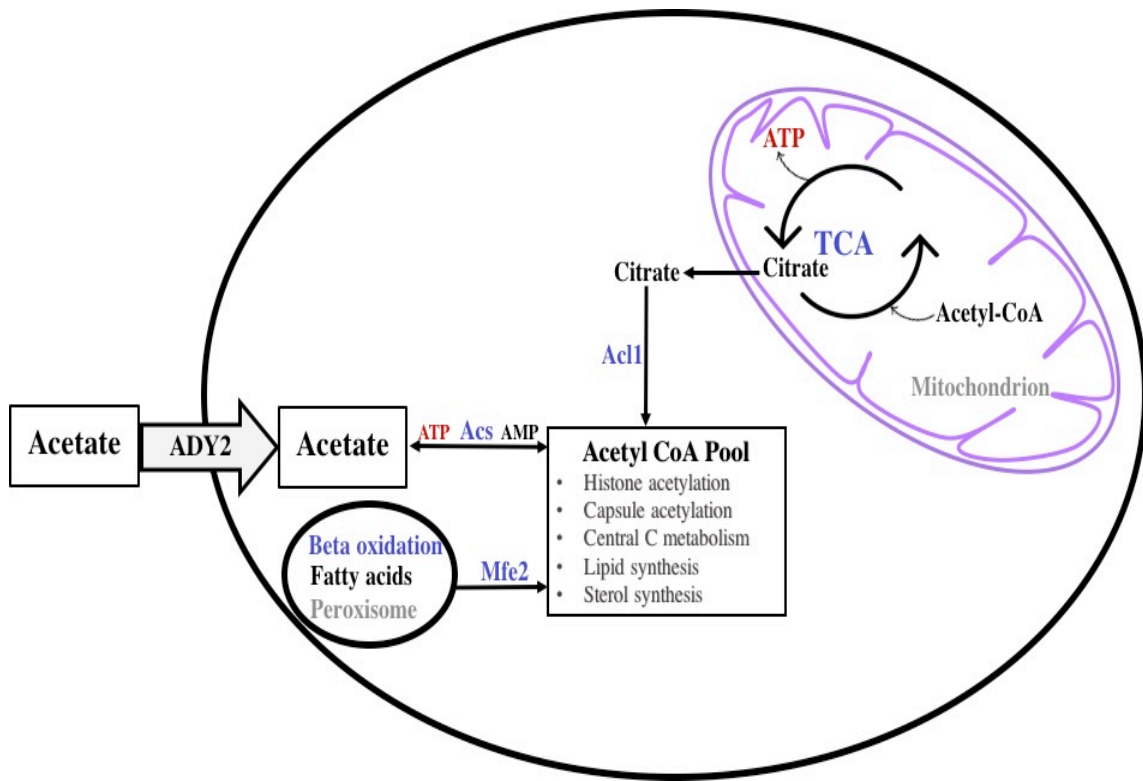 ATP
TCA
Citrate
Citrate
Acetyl-CoA
Acl1
Mitochondrion
Acetate
ADY2
Acetate
ATP Acs AMP
Acetyl CoA Pool
• Histone acetylation
• Capsule acetylation
• Central C metabolism
• Lipid synthesis
• Sterol synthesis
Beta oxidation
Fatty acids
Peroxisome
Mfe2